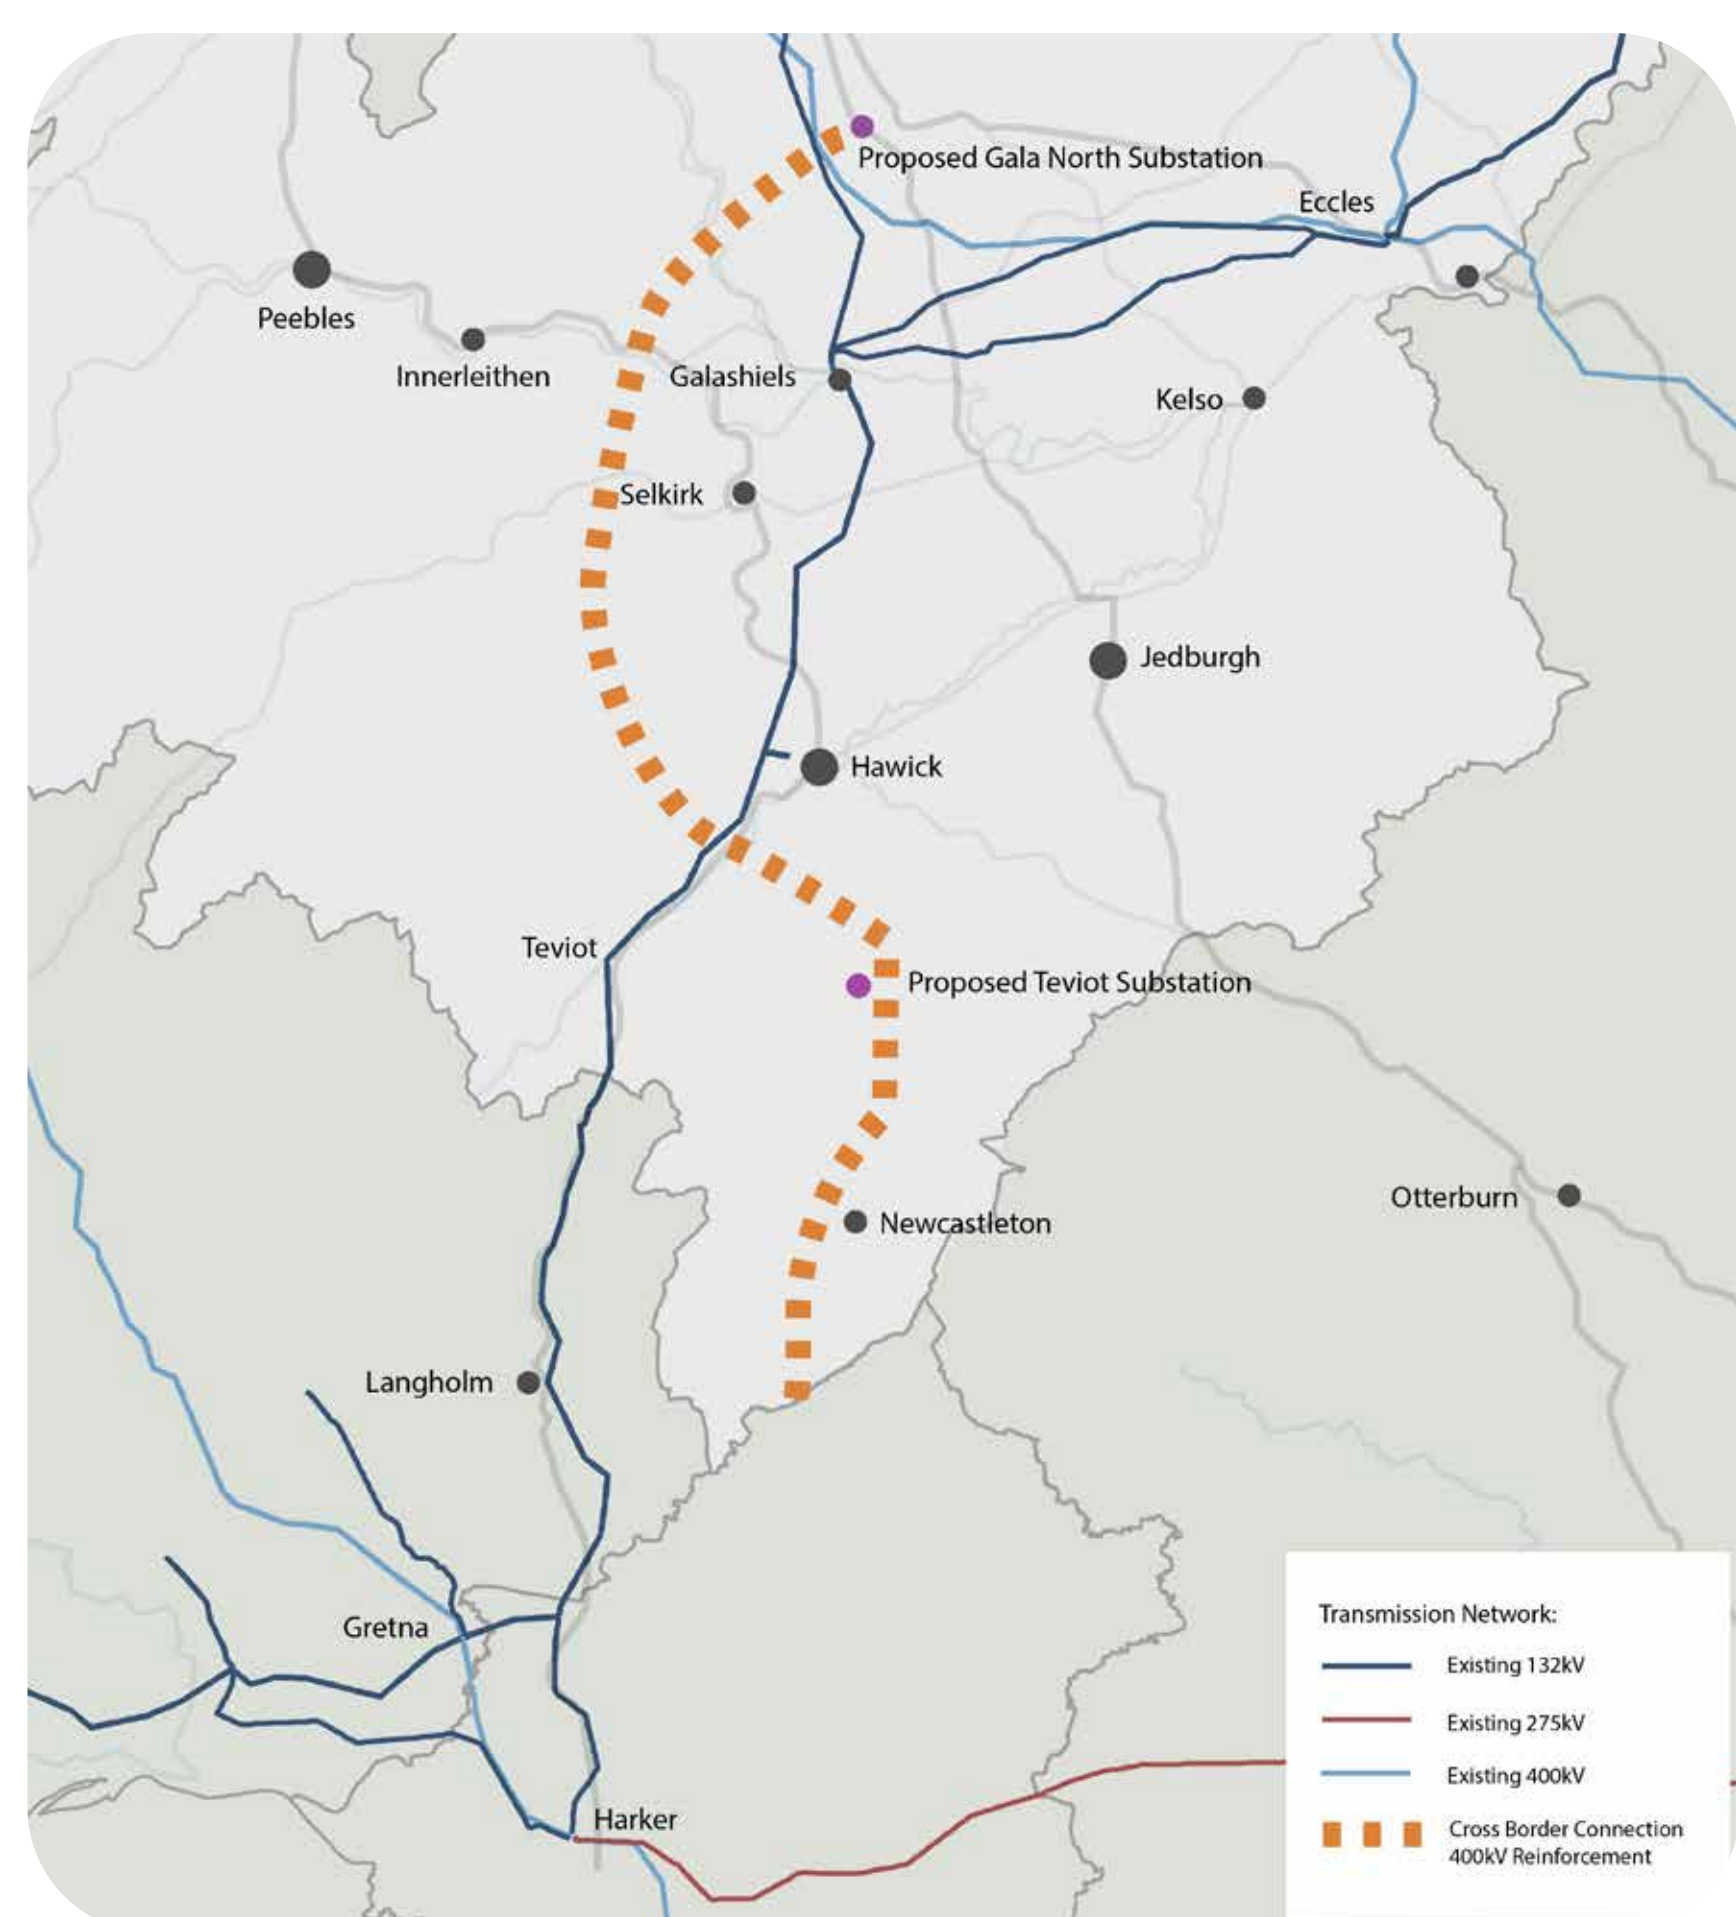 Proposed Gala North Substation
Eccles
Peebles
Innerleithen
Galashiels
Kelso
Selkirk
Jedburgh
Hawick
Teviot
Proposed Teviot Substation
Otterburn
Newcastleton
Langholm
Gretna
Harker
Transmission Network:
Existing 132kV
Existing 275kV
Existing 400kV
Cross Border Connection
400kV Reinforcement